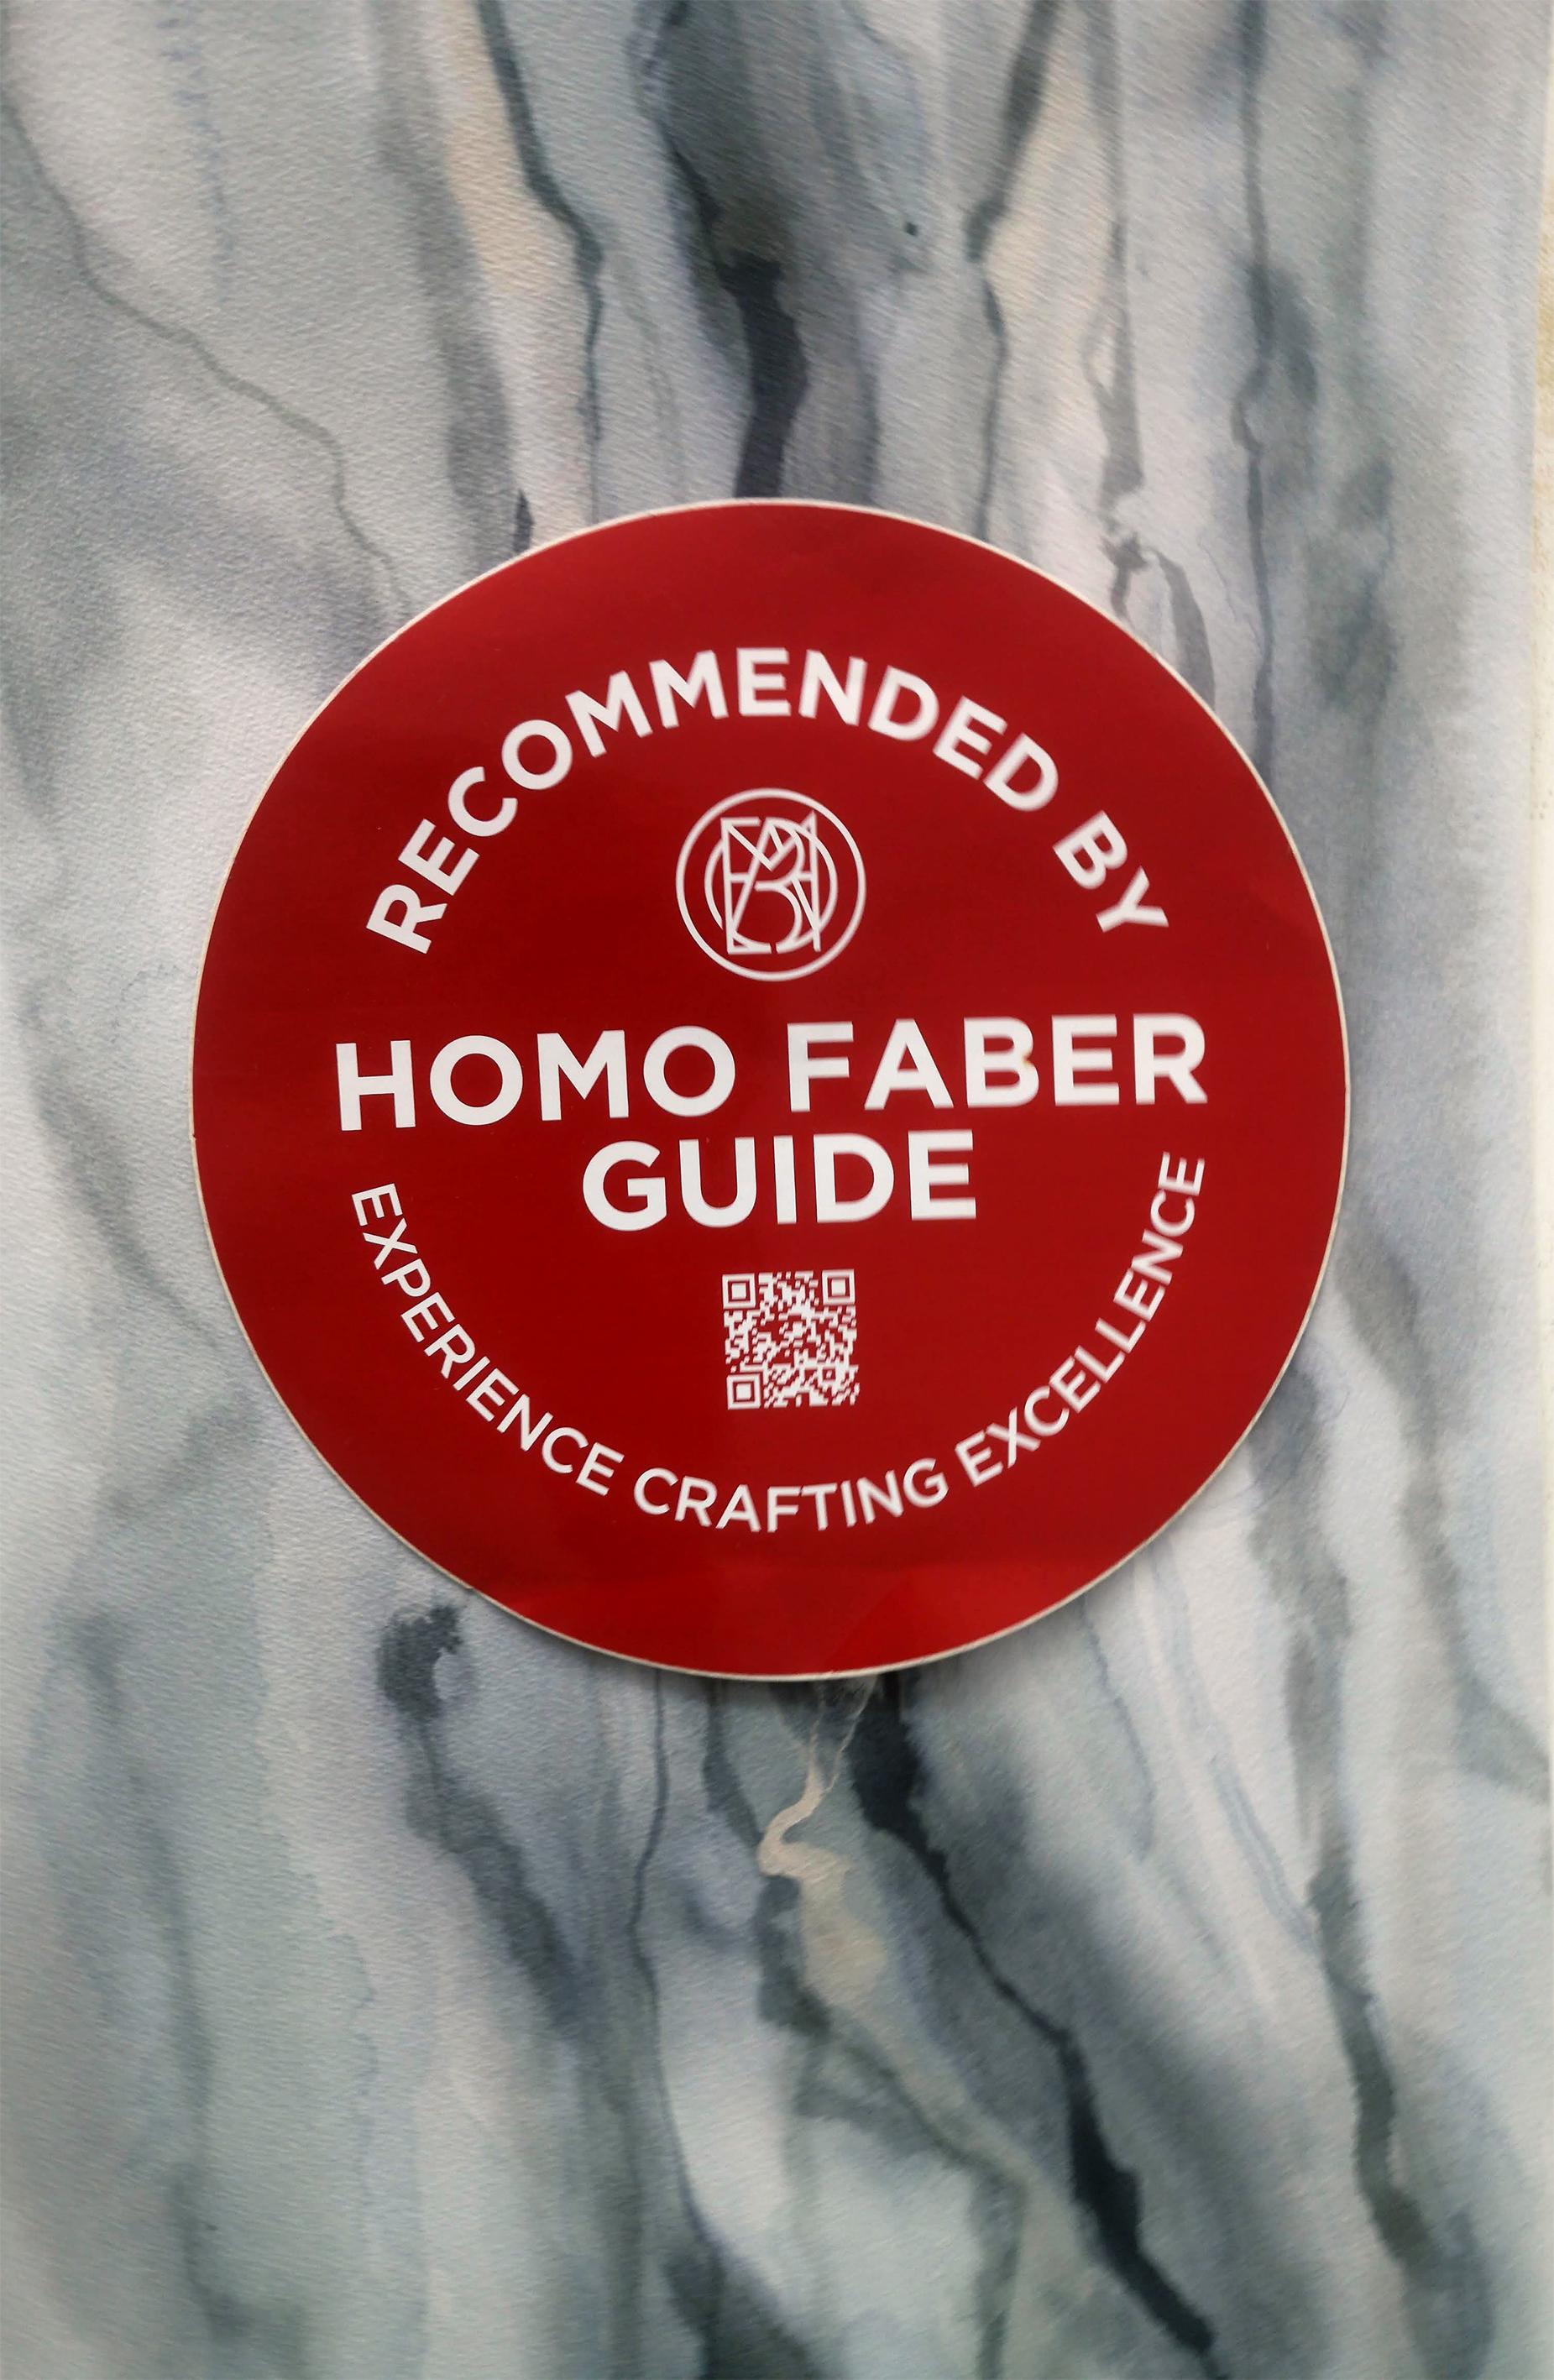 RECOMMENDED BY
HOMO FABER
GUIDE
EXPERIENCE CRAFTING EXCELLENCE